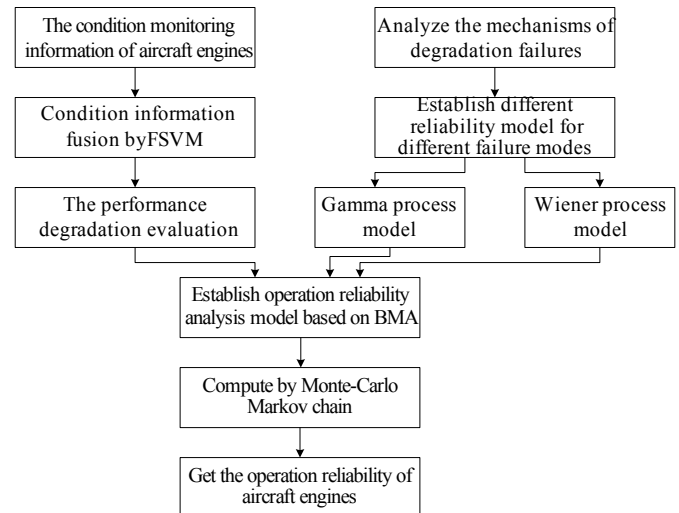 The condition monitoring
information of aircraft engines
Analyze the mechanisms of
degradation failures
Condition information
fusion byFSVM
Establish different
reliability model for
different failure modes
The performance
degradation evaluation
Gamma process
model
Wiener process
model
Establish operation reliability
analysis model based on BMA
Compute by Monte-Carlo
Markov chain
Get the operation reliability of
aircraft engines